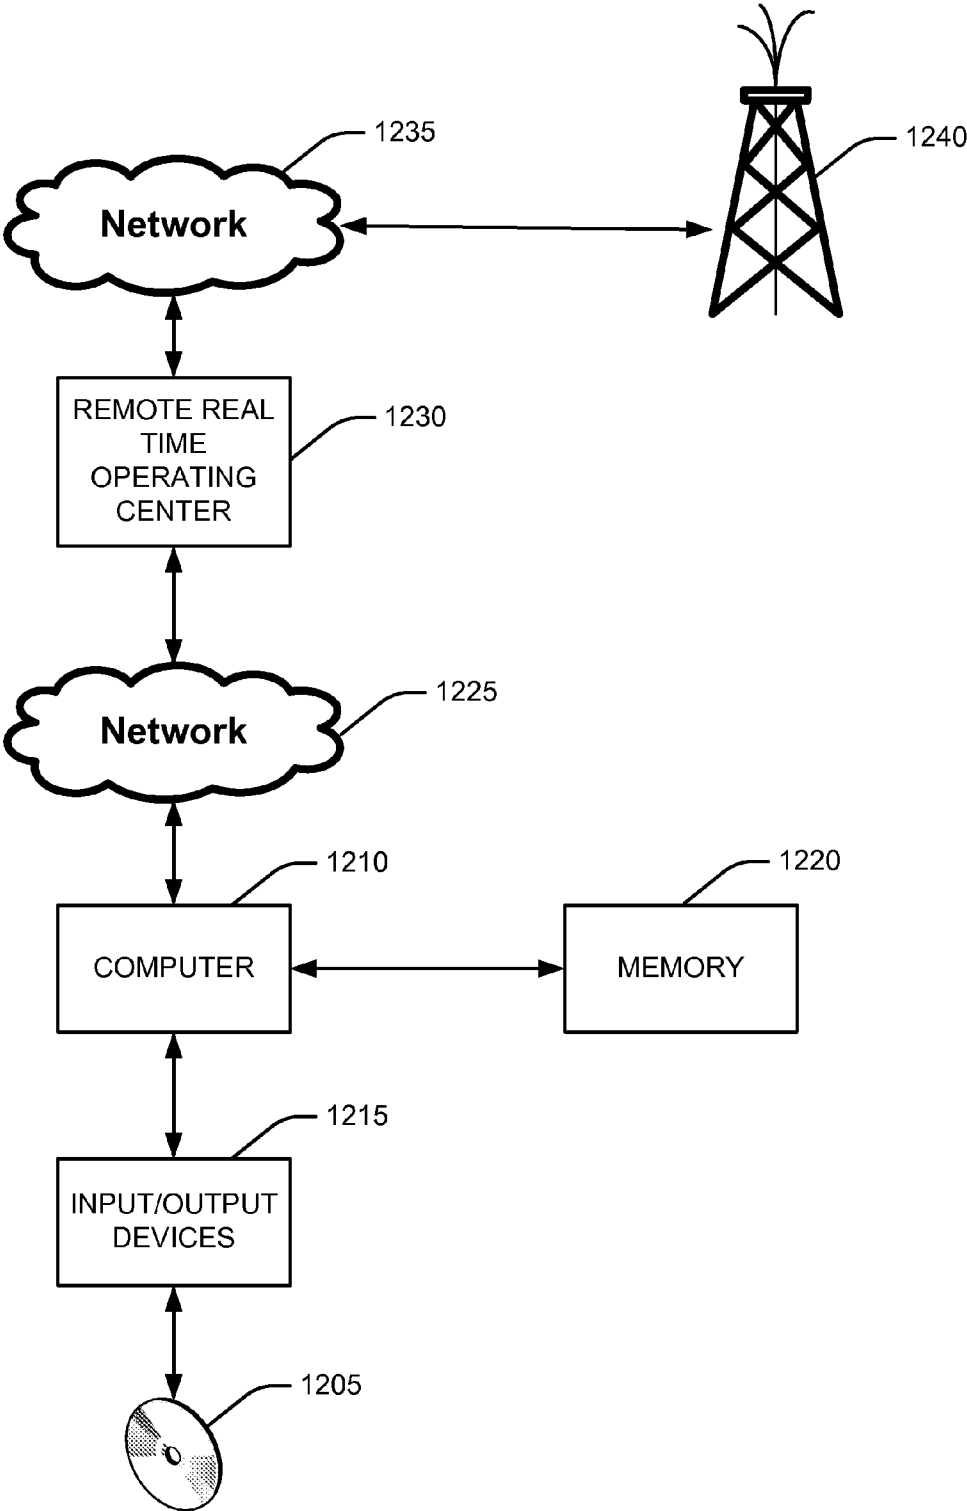 1235
1240
Network
REMOTE REAL
TIME
OPERATING
CENTER
1230
1225
Network
1210
1220
COMPUTER
MEMORY
1215
INPUT/OUTPUT
DEVICES
1205